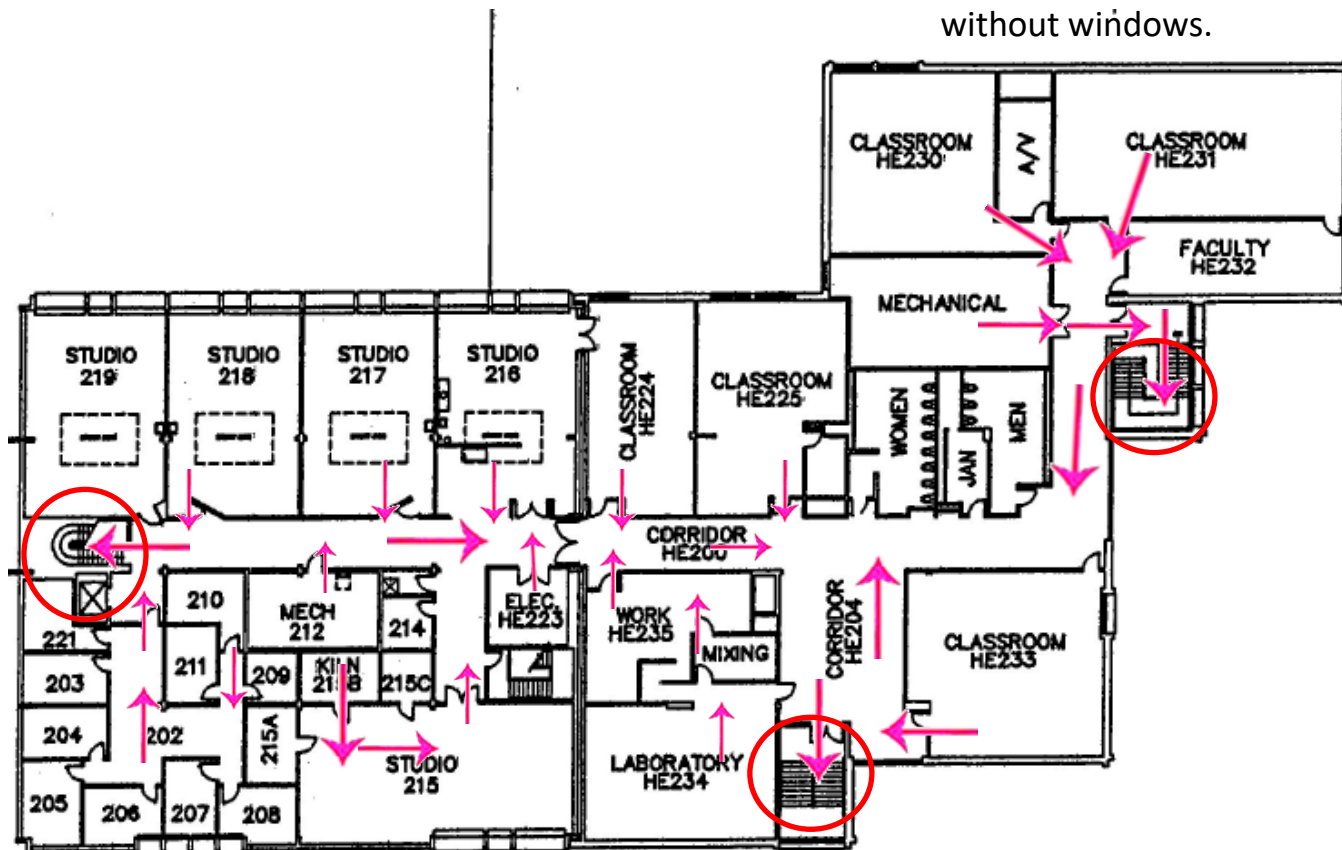 without windows.
CLASSROOM
HE230
A/V
CLASSROOM
HE231
FACULTY
HE232
MECHANICAL
STUDIO
219
STUDIO
218
STUDIO
217
STUDIO
216
CLASSROOM
HE224
CLASSROOM
HE225
WOMEN
JAN
MEN
CORRIDOR
HE200
210
MECH
212
214
ELEC.
HE223
WORK
HE235
MIXING
CORRIDOR
HE204
CLASSROOM
HE233
221
211
203
209
KILN
215B
215C
204
202
215A
STUDIO
215
LABORATORY
HE234
205
206
207
208